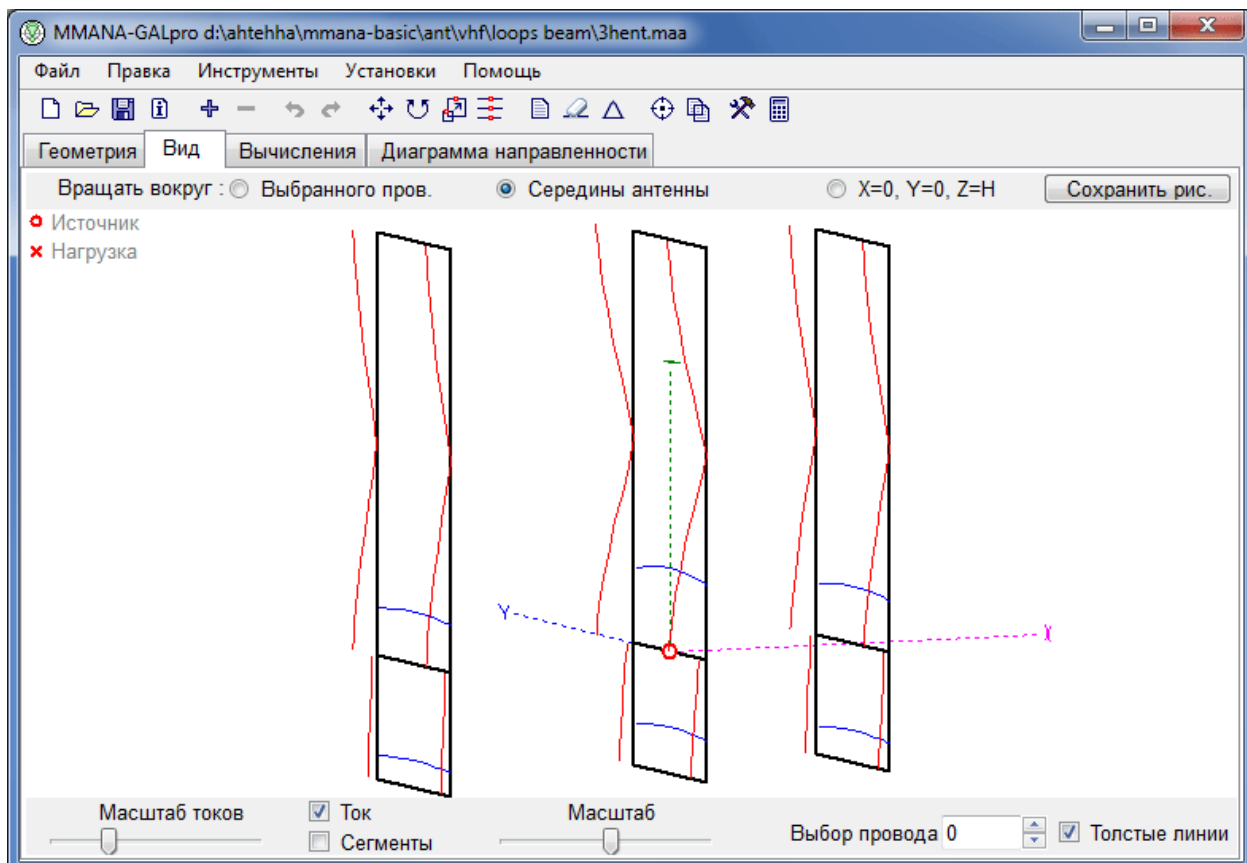 MMANA-GALpro d:\ahtehha\mmana-basic\ant\vhf\loops beam\3hent.maa
Файл Правка Инструменты Установки Помощь
Геометрия Вид Вычисления Диаграмма направленности
Вращать вокруг : Выбранного пров. Середины антенны X=0, Y=0, Z=H Сохранить рис.
Источник
Нагрузка
Y
X
Масштаб токов Ток Масштаб
Сегменты Выбор провода 0 Толстые линии